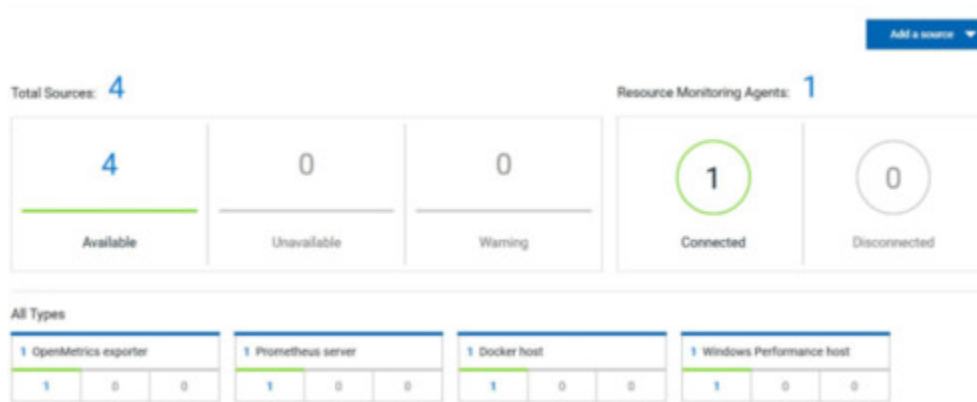 Add a source
Total Sources: 4
Resource Monitoring Agents: 1
4
0
0
1
0
Available
Unavailable
Warning
Connected
Disconnected
All Types
1 OpenMetrics exporter
1 Prometheus server
1 Docker host
1 Windows Performance host
1 0 0
1 0 0
1 0 0
1 0 0